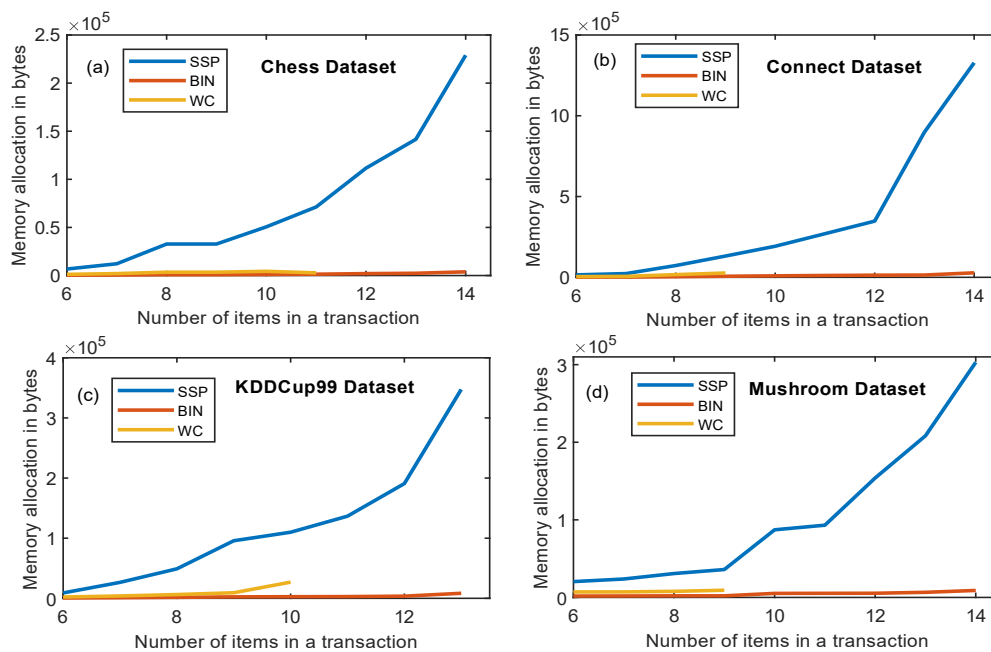 ×10^5
(a)
Chess Dataset
SSP
BIN
WC
Memory allocation in bytes
2.5
2
1.5
1
0.5
0
6 8 10 12 14
Number of items in a transaction
×10^5
(b)
Connect Dataset
SSP
BIN
WC
Memory allocation in bytes
15
10
5
0
6 8 10 12 14
Number of items in a transaction
×10^5
(c)
KDDCup99 Dataset
SSP
BIN
WC
Memory allocation in bytes
4
3
2
1
0
6 8 10 12
Number of items in a transaction
×10^5
(d)
Mushroom Dataset
SSP
BIN
WC
Memory allocation in bytes
3
2
1
0
6 8 10 12 14
Number of items in a transaction